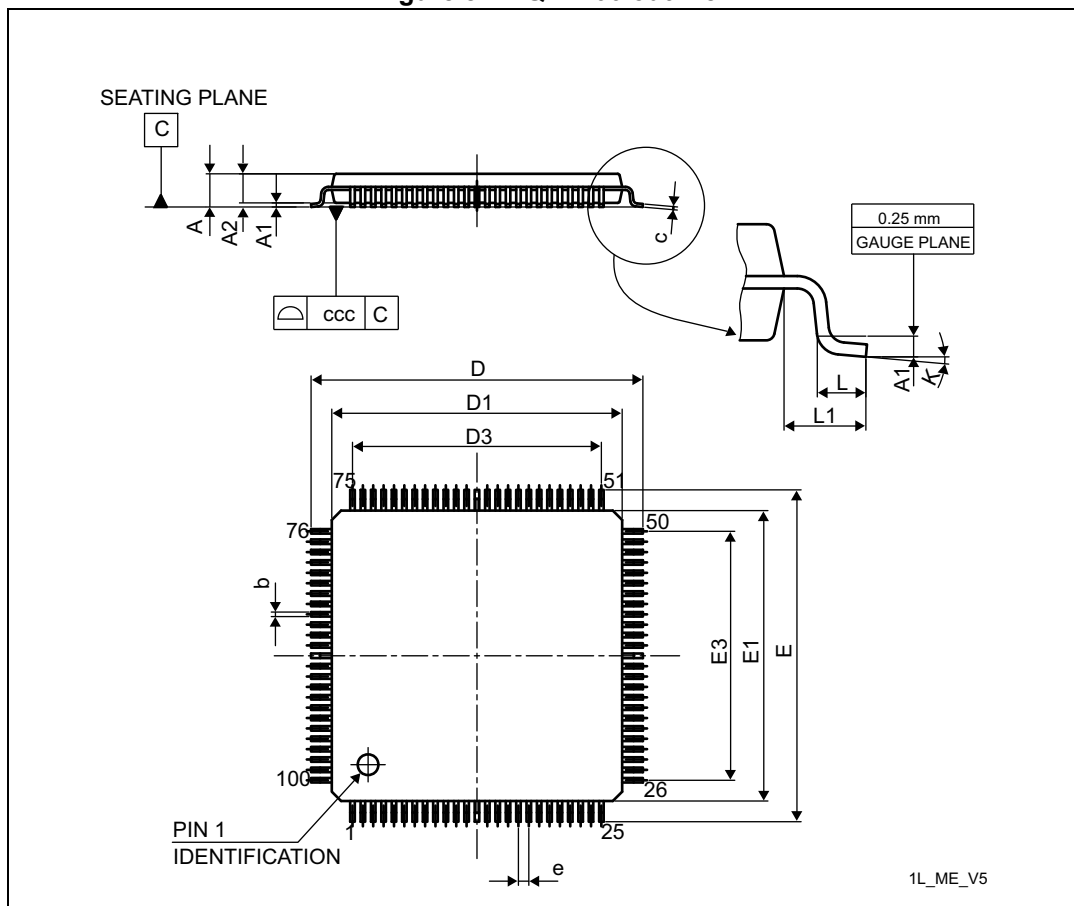 SEATING PLANE
C
A
A2
A1
c
ccc
C
0.25 mm
GAUGE PLANE
A1
K
L
L1
D
D1
D3
75
51
76
50
b
E3
E1
E
100
26
1
25
PIN 1
IDENTIFICATION
e
1L_ME_V5